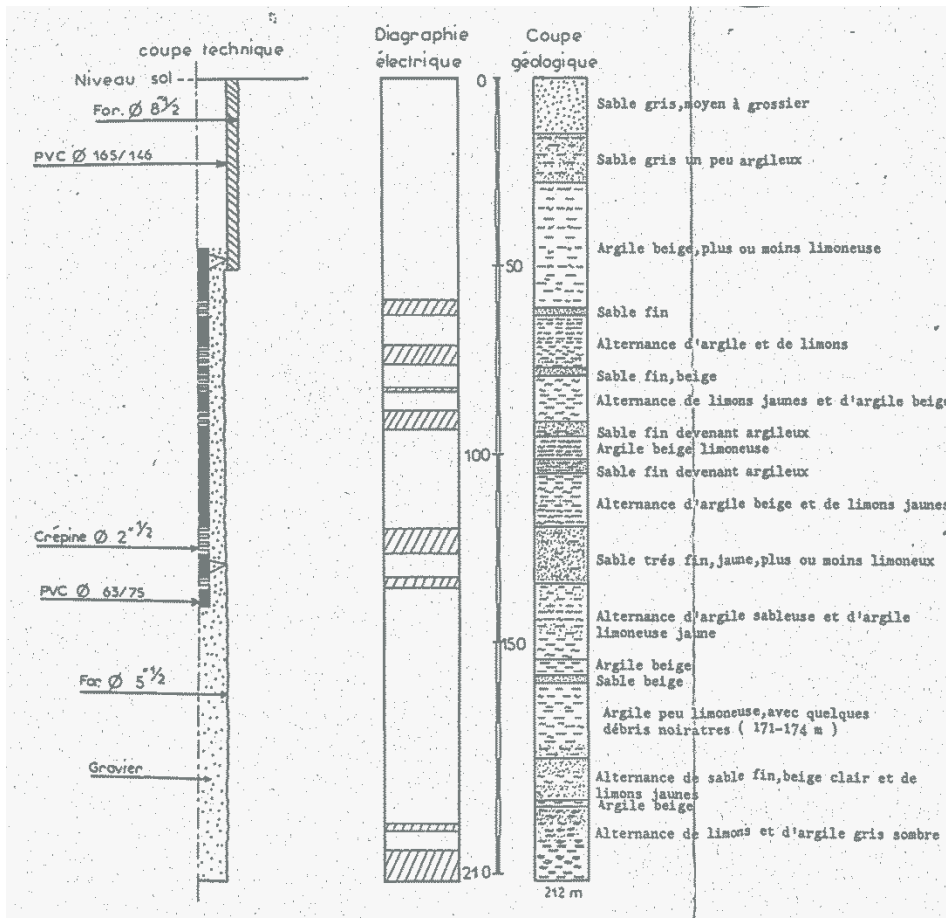 coupe technique
Diagraphie
électrique
Coupe
géologique
Niveau sol
For. Ø 8"1/2
PVC Ø 165/146
Crépine Ø 2"1/2
PVC Ø 63/75
For. Ø 5"1/2
Gravier
0
50
100
150
210
Sable gris,moyen à grossier
Sable gris un peu argileux
Argile beige,plus ou moins limoneuse
Sable fin
Alternance d'argile et de limons
Sable fin,beige
Alternance de limons jaunes et d'argile beige
Sable fin devenant argileux
Argile beige limoneuse
Sable fin devenant argileux
Alternance d'argile beige et de limons jaunes
Sable trés fin,jaune,plus ou moins limoneux
Alternance d'argile sableuse et d'argile
limoneuse jaune
Argile beige
Sable beige
Argile peu limoneuse,avec quelques
débris noiratres ( 171-174 m )
Alternance de sable fin,beige clair et de
limons jaunes
Argile beige
Alternance de limons et d'argile gris sombre
212 m